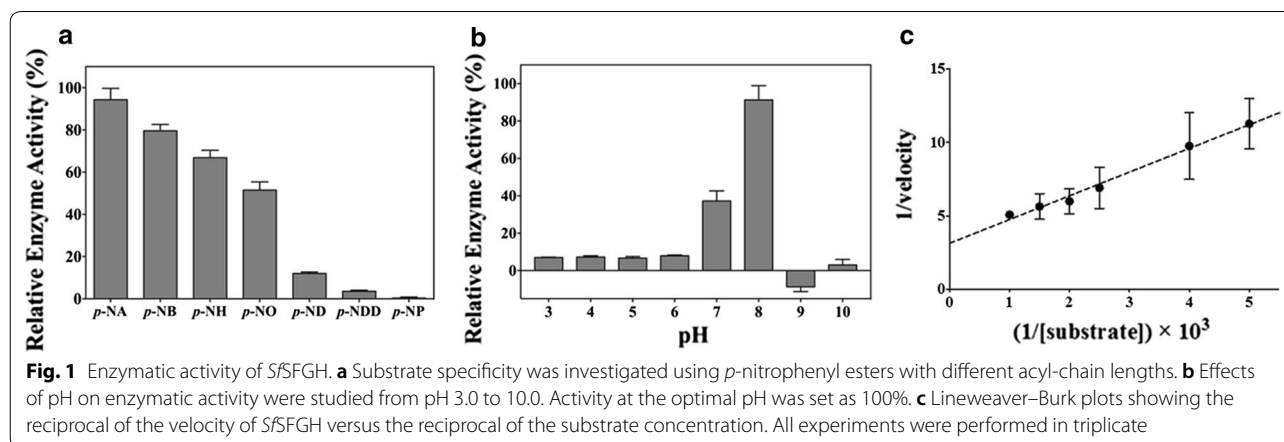 a
Relative Enzyme Activity (%)
100
80
60
40
20
0
p-NA p-NB p-NH p-NO p-ND p-NDD p-NP
b
Relative Enzyme Activity (%)
100
80
60
40
20
0
3 4 5 6 7 8 9 10
pH
c
1/velocity
15
10
5
0
0 1 2 3 4 5
(1/[substrate]) × 10³
Fig. 1 Enzymatic activity of SfSFGH. a Substrate specificity was investigated using p-nitrophenyl esters with different acyl-chain lengths. b Effects
of pH on enzymatic activity were studied from pH 3.0 to 10.0. Activity at the optimal pH was set as 100%. c Lineweaver–Burk plots showing the
reciprocal of the velocity of SfSFGH versus the reciprocal of the substrate concentration. All experiments were performed in triplicate